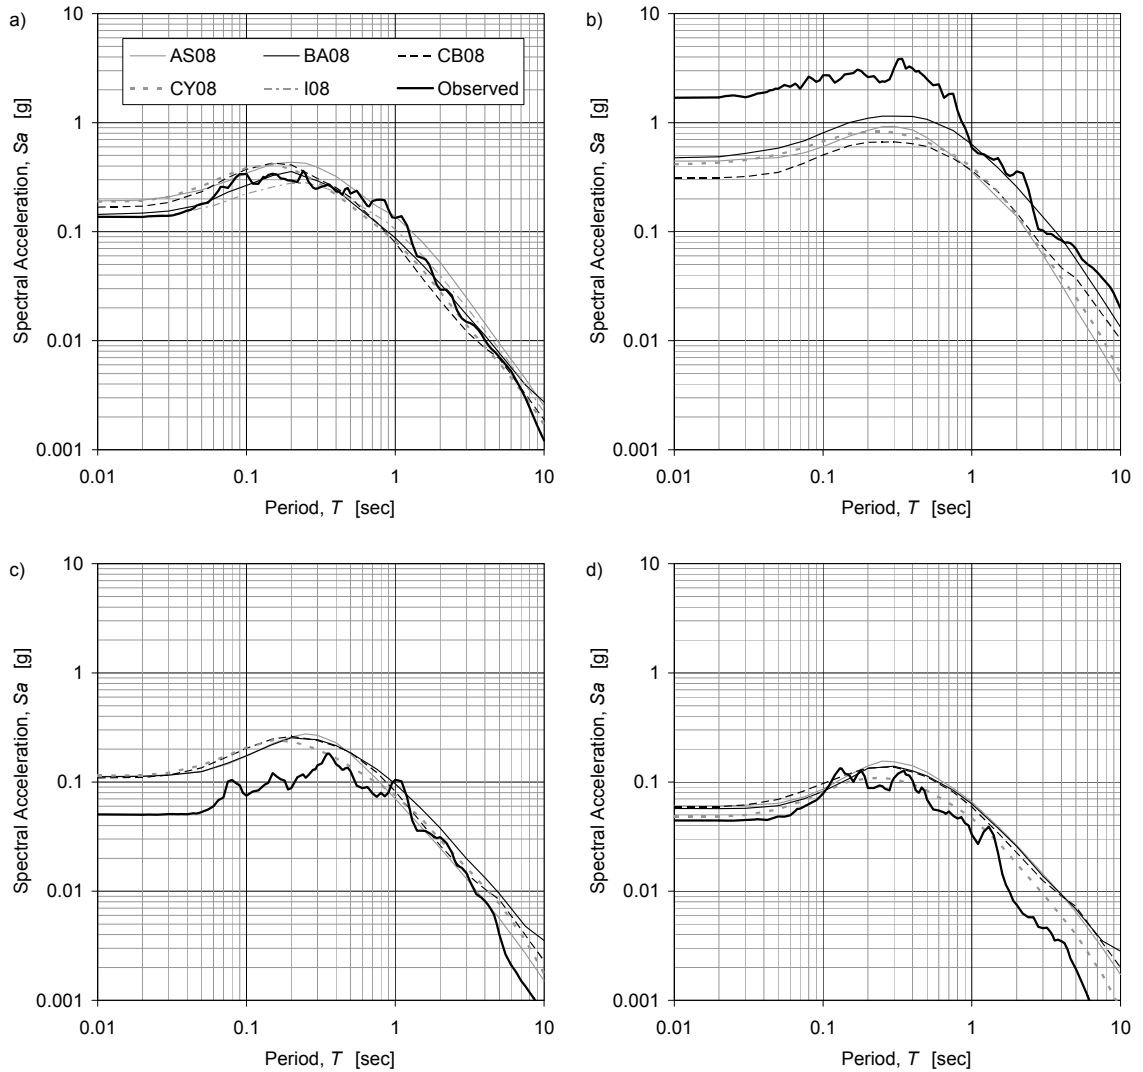 a)
10
1
0.1
0.01
0.001
Spectral Acceleration, Sa [g]
AS08 BA08 CB08
CY08 I08 Observed
0.01 0.1 1 10
Period, T [sec]
b)
10
1
0.1
0.01
0.001
Spectral Acceleration, Sa [g]
0.01 0.1 1 10
Period, T [sec]
c)
10
1
0.1
0.01
0.001
Spectral Acceleration, Sa [g]
0.01 0.1 1 10
Period, T [sec]
d)
10
1
0.1
0.01
0.001
Spectral Acceleration, Sa [g]
0.01 0.1 1 10
Period, T [sec]